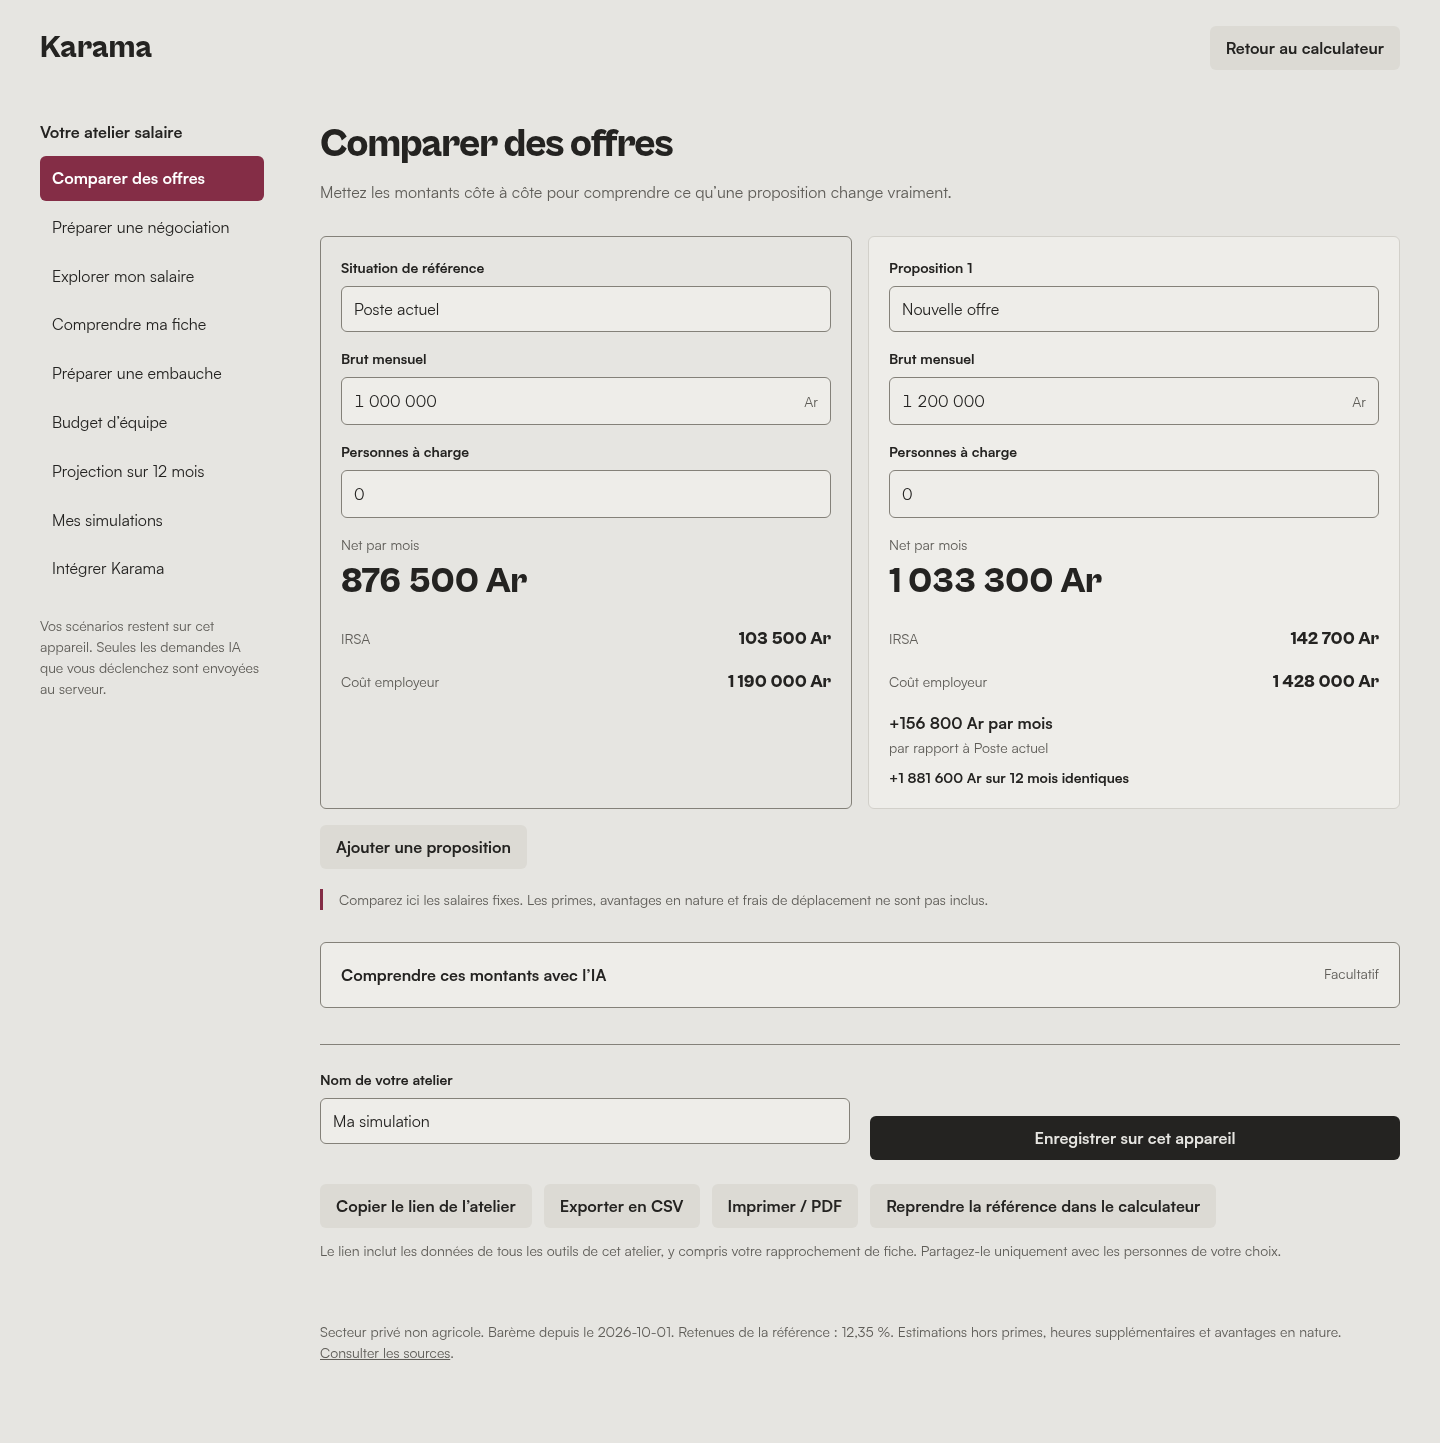 Karama
Retour au calculateur
Votre atelier salaire
Comparer des offres
Préparer une négociation
Explorer mon salaire
Comprendre ma fiche
Préparer une embauche
Budget d’équipe
Projection sur 12 mois
Mes simulations
Intégrer Karama
Vos scénarios restent sur cet
appareil. Seules les demandes IA
que vous déclenchez sont envoyées
au serveur.
Comparer des offres
Mettez les montants côte à côte pour comprendre ce qu’une proposition change vraiment.
Situation de référence
Poste actuel
Brut mensuel
1 000 000 Ar
Personnes à charge
0
Net par mois
876 500 Ar
IRSA 103 500 Ar
Coût employeur 1 190 000 Ar
Proposition 1
Nouvelle offre
Brut mensuel
1 200 000 Ar
Personnes à charge
0
Net par mois
1 033 300 Ar
IRSA 142 700 Ar
Coût employeur 1 428 000 Ar
+156 800 Ar par mois
par rapport à Poste actuel
+1 881 600 Ar sur 12 mois identiques
Ajouter une proposition
Comparez ici les salaires fixes. Les primes, avantages en nature et frais de déplacement ne sont pas inclus.
Comprendre ces montants avec l’IA Facultatif
Nom de votre atelier
Ma simulation
Enregistrer sur cet appareil
Copier le lien de l’atelier Exporter en CSV Imprimer / PDF Reprendre la référence dans le calculateur
Le lien inclut les données de tous les outils de cet atelier, y compris votre rapprochement de fiche. Partagez-le uniquement avec les personnes de votre choix.
Secteur privé non agricole. Barème depuis le 2026-10-01. Retenues de la référence : 12,35 %. Estimations hors primes, heures supplémentaires et avantages en nature.
Consulter les sources.